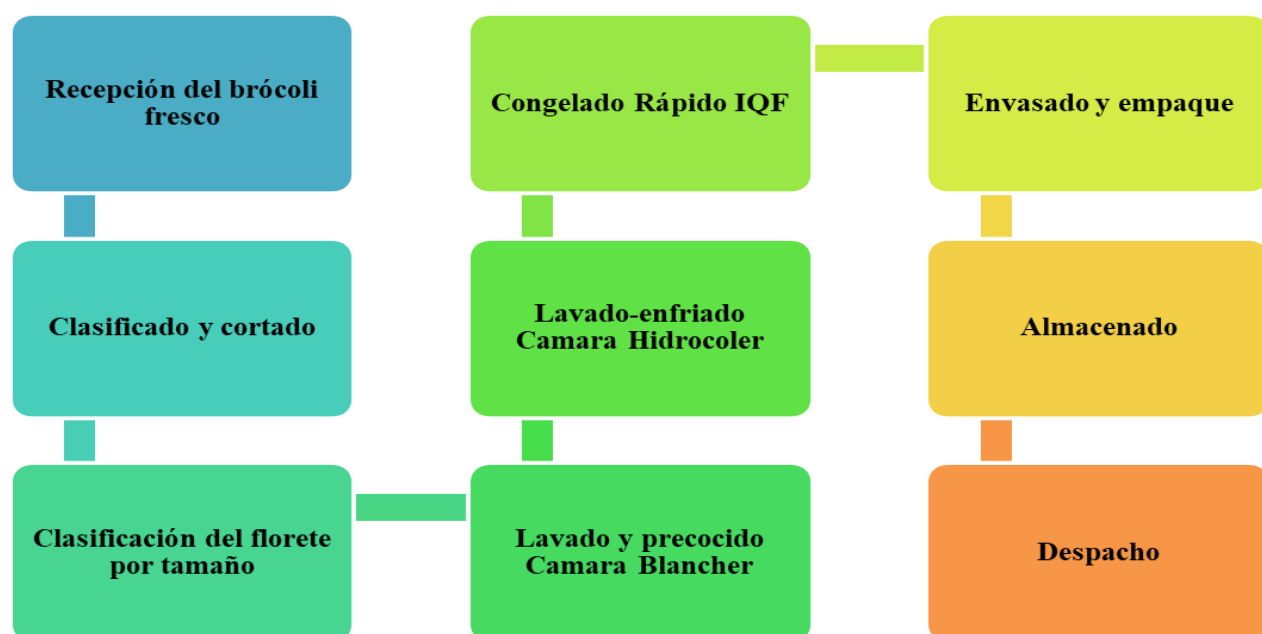 Recepción del brócoli
fresco
Clasificado y cortado
Clasificación del florete
por tamaño
Lavado y precocido
Camara Blancher
Lavado-enfriado
Camara Hidrocoler
Congelado Rápido IQF
Envasado y empaque
Almacenado
Despacho